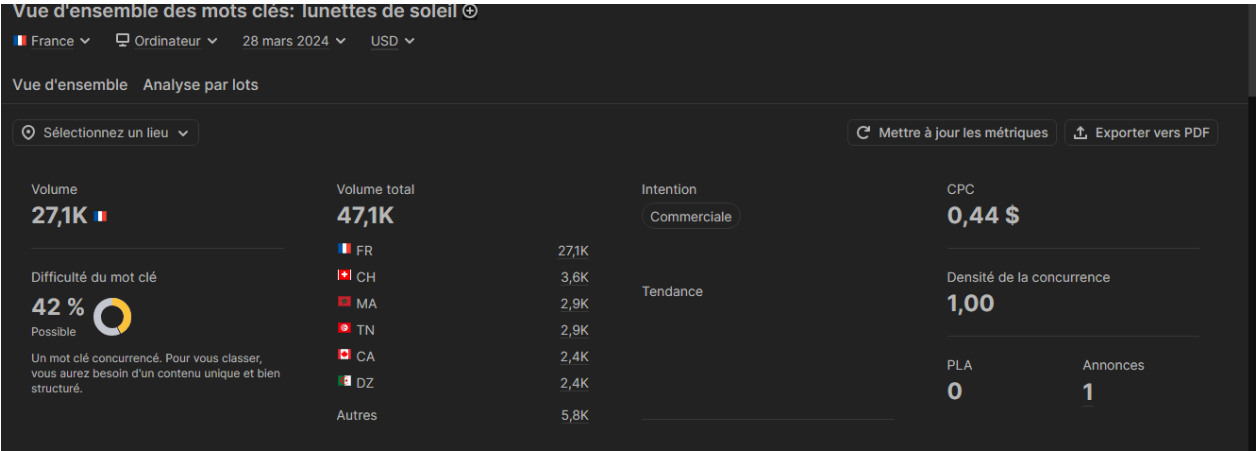 Vue d'ensemble des mots clés: lunettes de soleil
France Ordinateur 28 mars 2024 USD
Vue d'ensemble Analyse par lots
Sélectionnez un lieu Mettre à jour les métriques Exporter vers PDF
Volume
27,1K
Difficulté du mot clé
42 %
Possible
Un mot clé concurrencé. Pour vous classer,
vous aurez besoin d'un contenu unique et bien
structuré.
Volume total
47,1K
FR 27,1K
CH 3,6K
MA 2,9K
TN 2,9K
CA 2,4K
DZ 2,4K
Autres 5,8K
Intention
Commerciale
Tendance
CPC
0,44 $
Densité de la concurrence
1,00
PLA Annonces
0 1